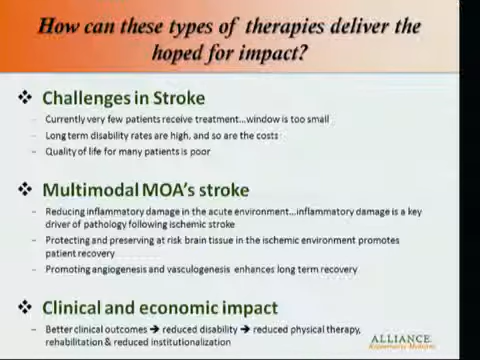 How can these types of therapies deliver the
hoped for impact?
❖ Challenges in Stroke
– Currently very few patients receive treatment…window is too small
– Long term disability rates are high, and so are the costs
– Quality of life for many patients is poor
❖ Multimodal MOA's stroke
– Reducing inflammatory damage in the acute environment…inflammatory damage is a key
driver of pathology following ischemic stroke
– Protecting and preserving at risk brain tissue in the ischemic environment promotes
patient recovery
– Promoting angiogenesis and vasculogenesis enhances long term recovery
❖ Clinical and economic impact
– Better clinical outcomes ➔ reduced disability ➔ reduced physical therapy,
rehabilitation & reduced institutionalization
ALLIANCE
Regenerative Medicine